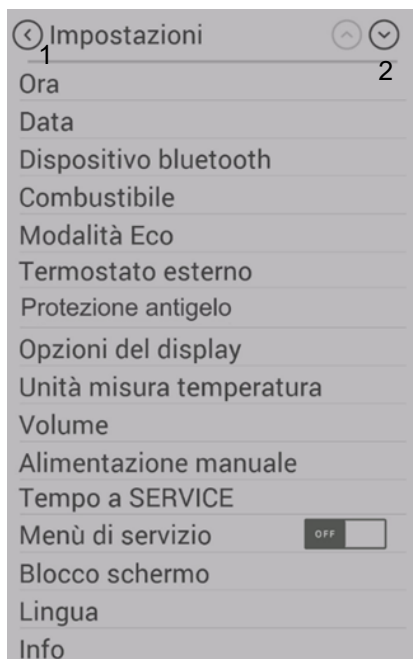 Impostazioni
1
2
Ora
Data
Dispositivo bluetooth
Combustibile
Modalità Eco
Termostato esterno
Protezione antigelo
Opzioni del display
Unità misura temperatura
Volume
Alimentazione manuale
Tempo a SERVICE
Menù di servizio OFF
Blocco schermo
Lingua
Info